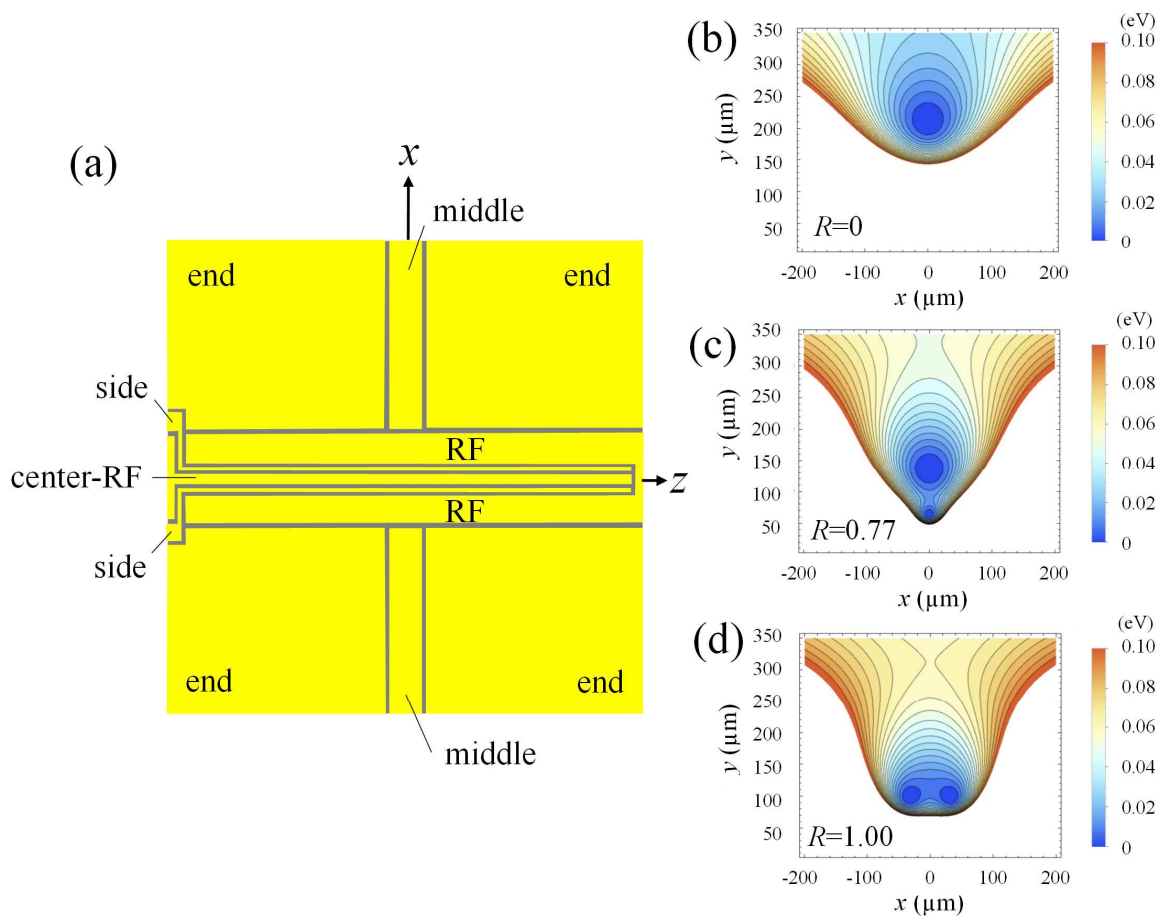 (a)
x
middle
end
end
side
RF
center-RF
z
RF
side
end
end
middle
(b)
(eV)
350
300
250
200
150
100
50
y (µm)
R=0
-200 -100 0 100 200
x (µm)
0.10
0.08
0.06
0.04
0.02
0
(c)
(eV)
350
300
250
200
150
100
50
y (µm)
R=0.77
-200 -100 0 100 200
x (µm)
0.10
0.08
0.06
0.04
0.02
0
(d)
(eV)
350
300
250
200
150
100
50
y (µm)
R=1.00
-200 -100 0 100 200
x (µm)
0.10
0.08
0.06
0.04
0.02
0